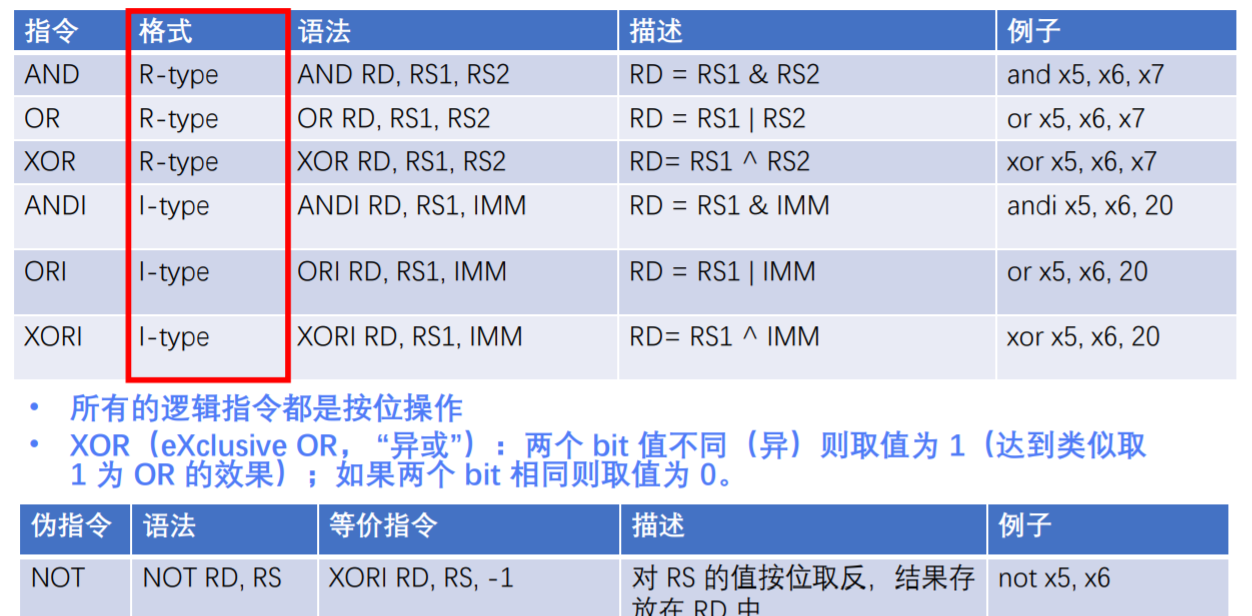 指令 格式 语法 描述 例子
AND R-type AND RD, RS1, RS2 RD = RS1 & RS2 and x5, x6, x7
OR R-type OR RD, RS1, RS2 RD = RS1 | RS2 or x5, x6, x7
XOR R-type XOR RD, RS1, RS2 RD= RS1 ^ RS2 xor x5, x6, x7
ANDI I-type ANDI RD, RS1, IMM RD = RS1 & IMM andi x5, x6, 20
ORI I-type ORI RD, RS1, IMM RD = RS1 | IMM or x5, x6, 20
XORI I-type XORI RD, RS1, IMM RD= RS1 ^ IMM xor x5, x6, 20
• 所有的逻辑指令都是按位操作
• XOR（eXclusive OR，“异或”）：两个 bit 值不同（异）则取值为 1（达到类似取
1 为 OR 的效果）；如果两个 bit 相同则取值为 0。
伪指令 语法 等价指令 描述 例子
NOT NOT RD, RS XORI RD, RS, -1 对 RS 的值按位取反，结果存 not x5, x6
放在 RD 中